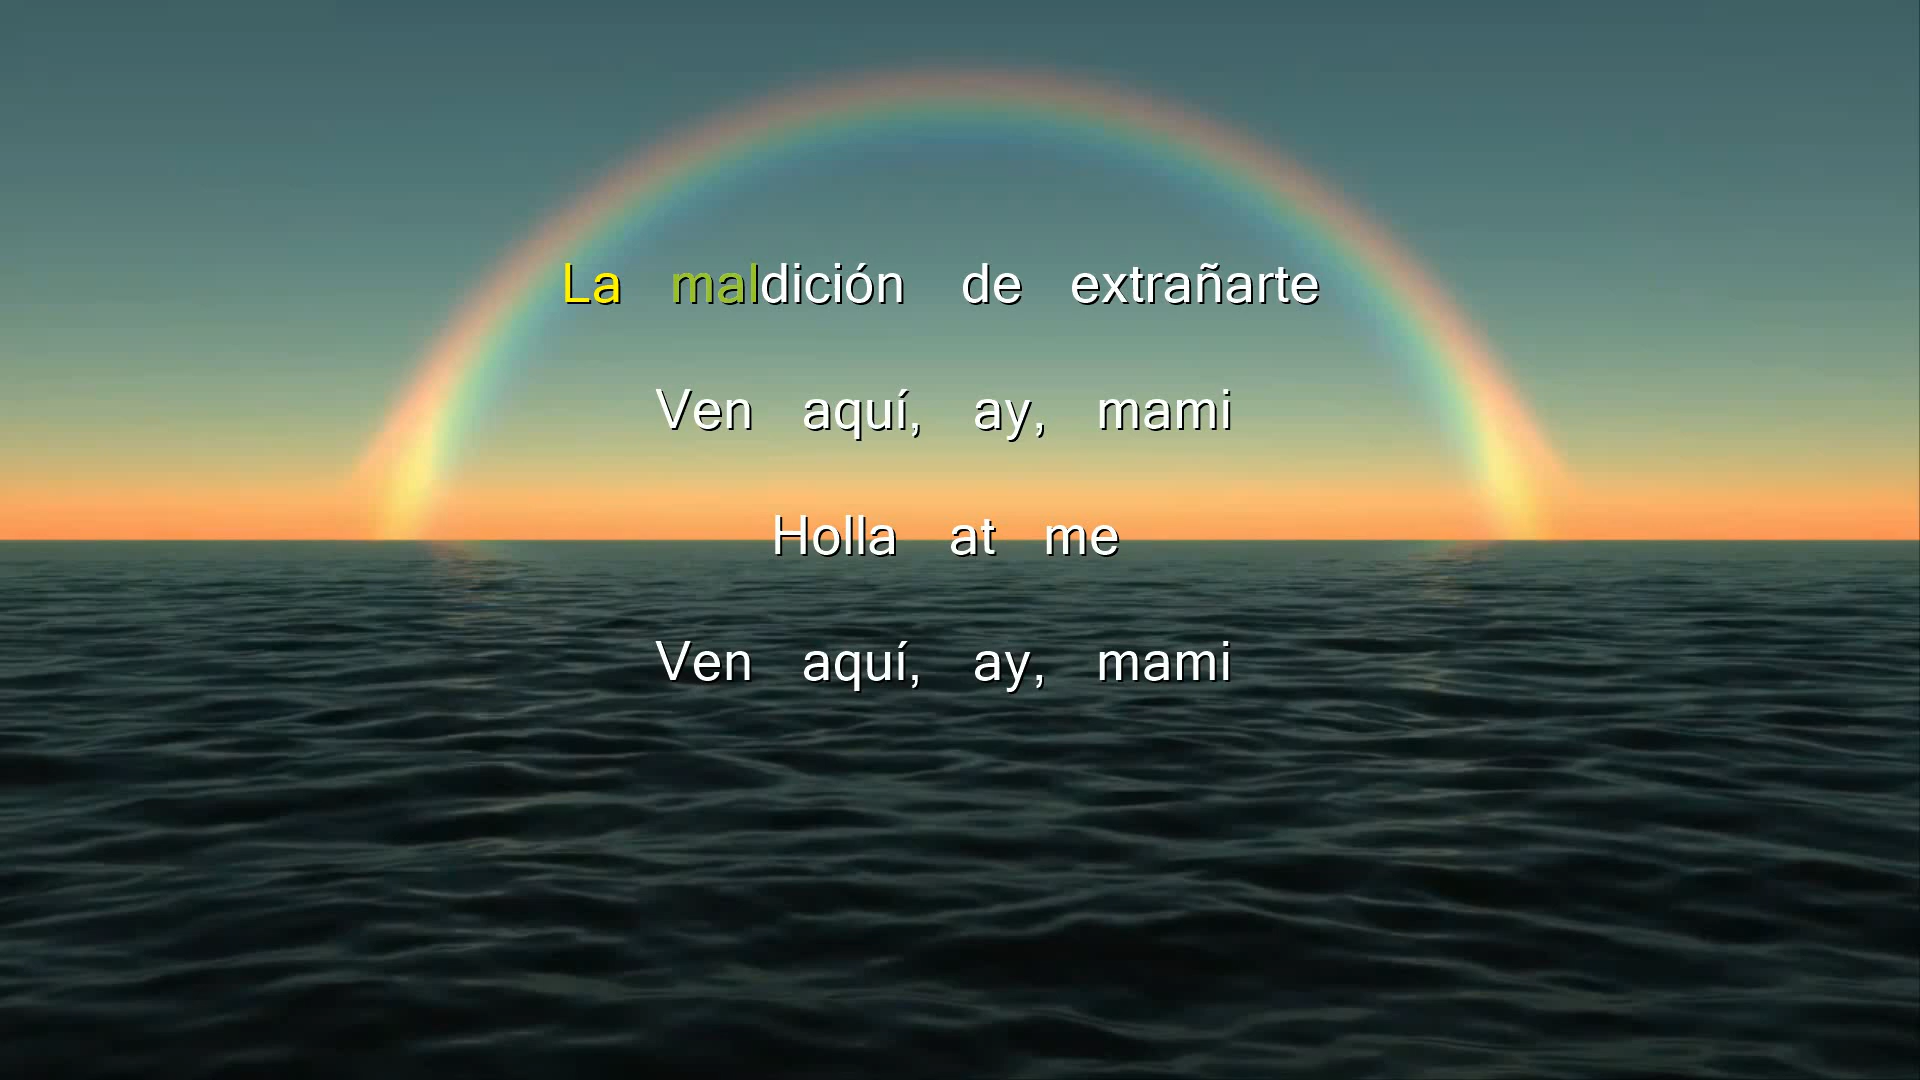 La maldición de extrañarte
Ven aquí, ay, mami
Holla at me
Ven aquí, ay, mami